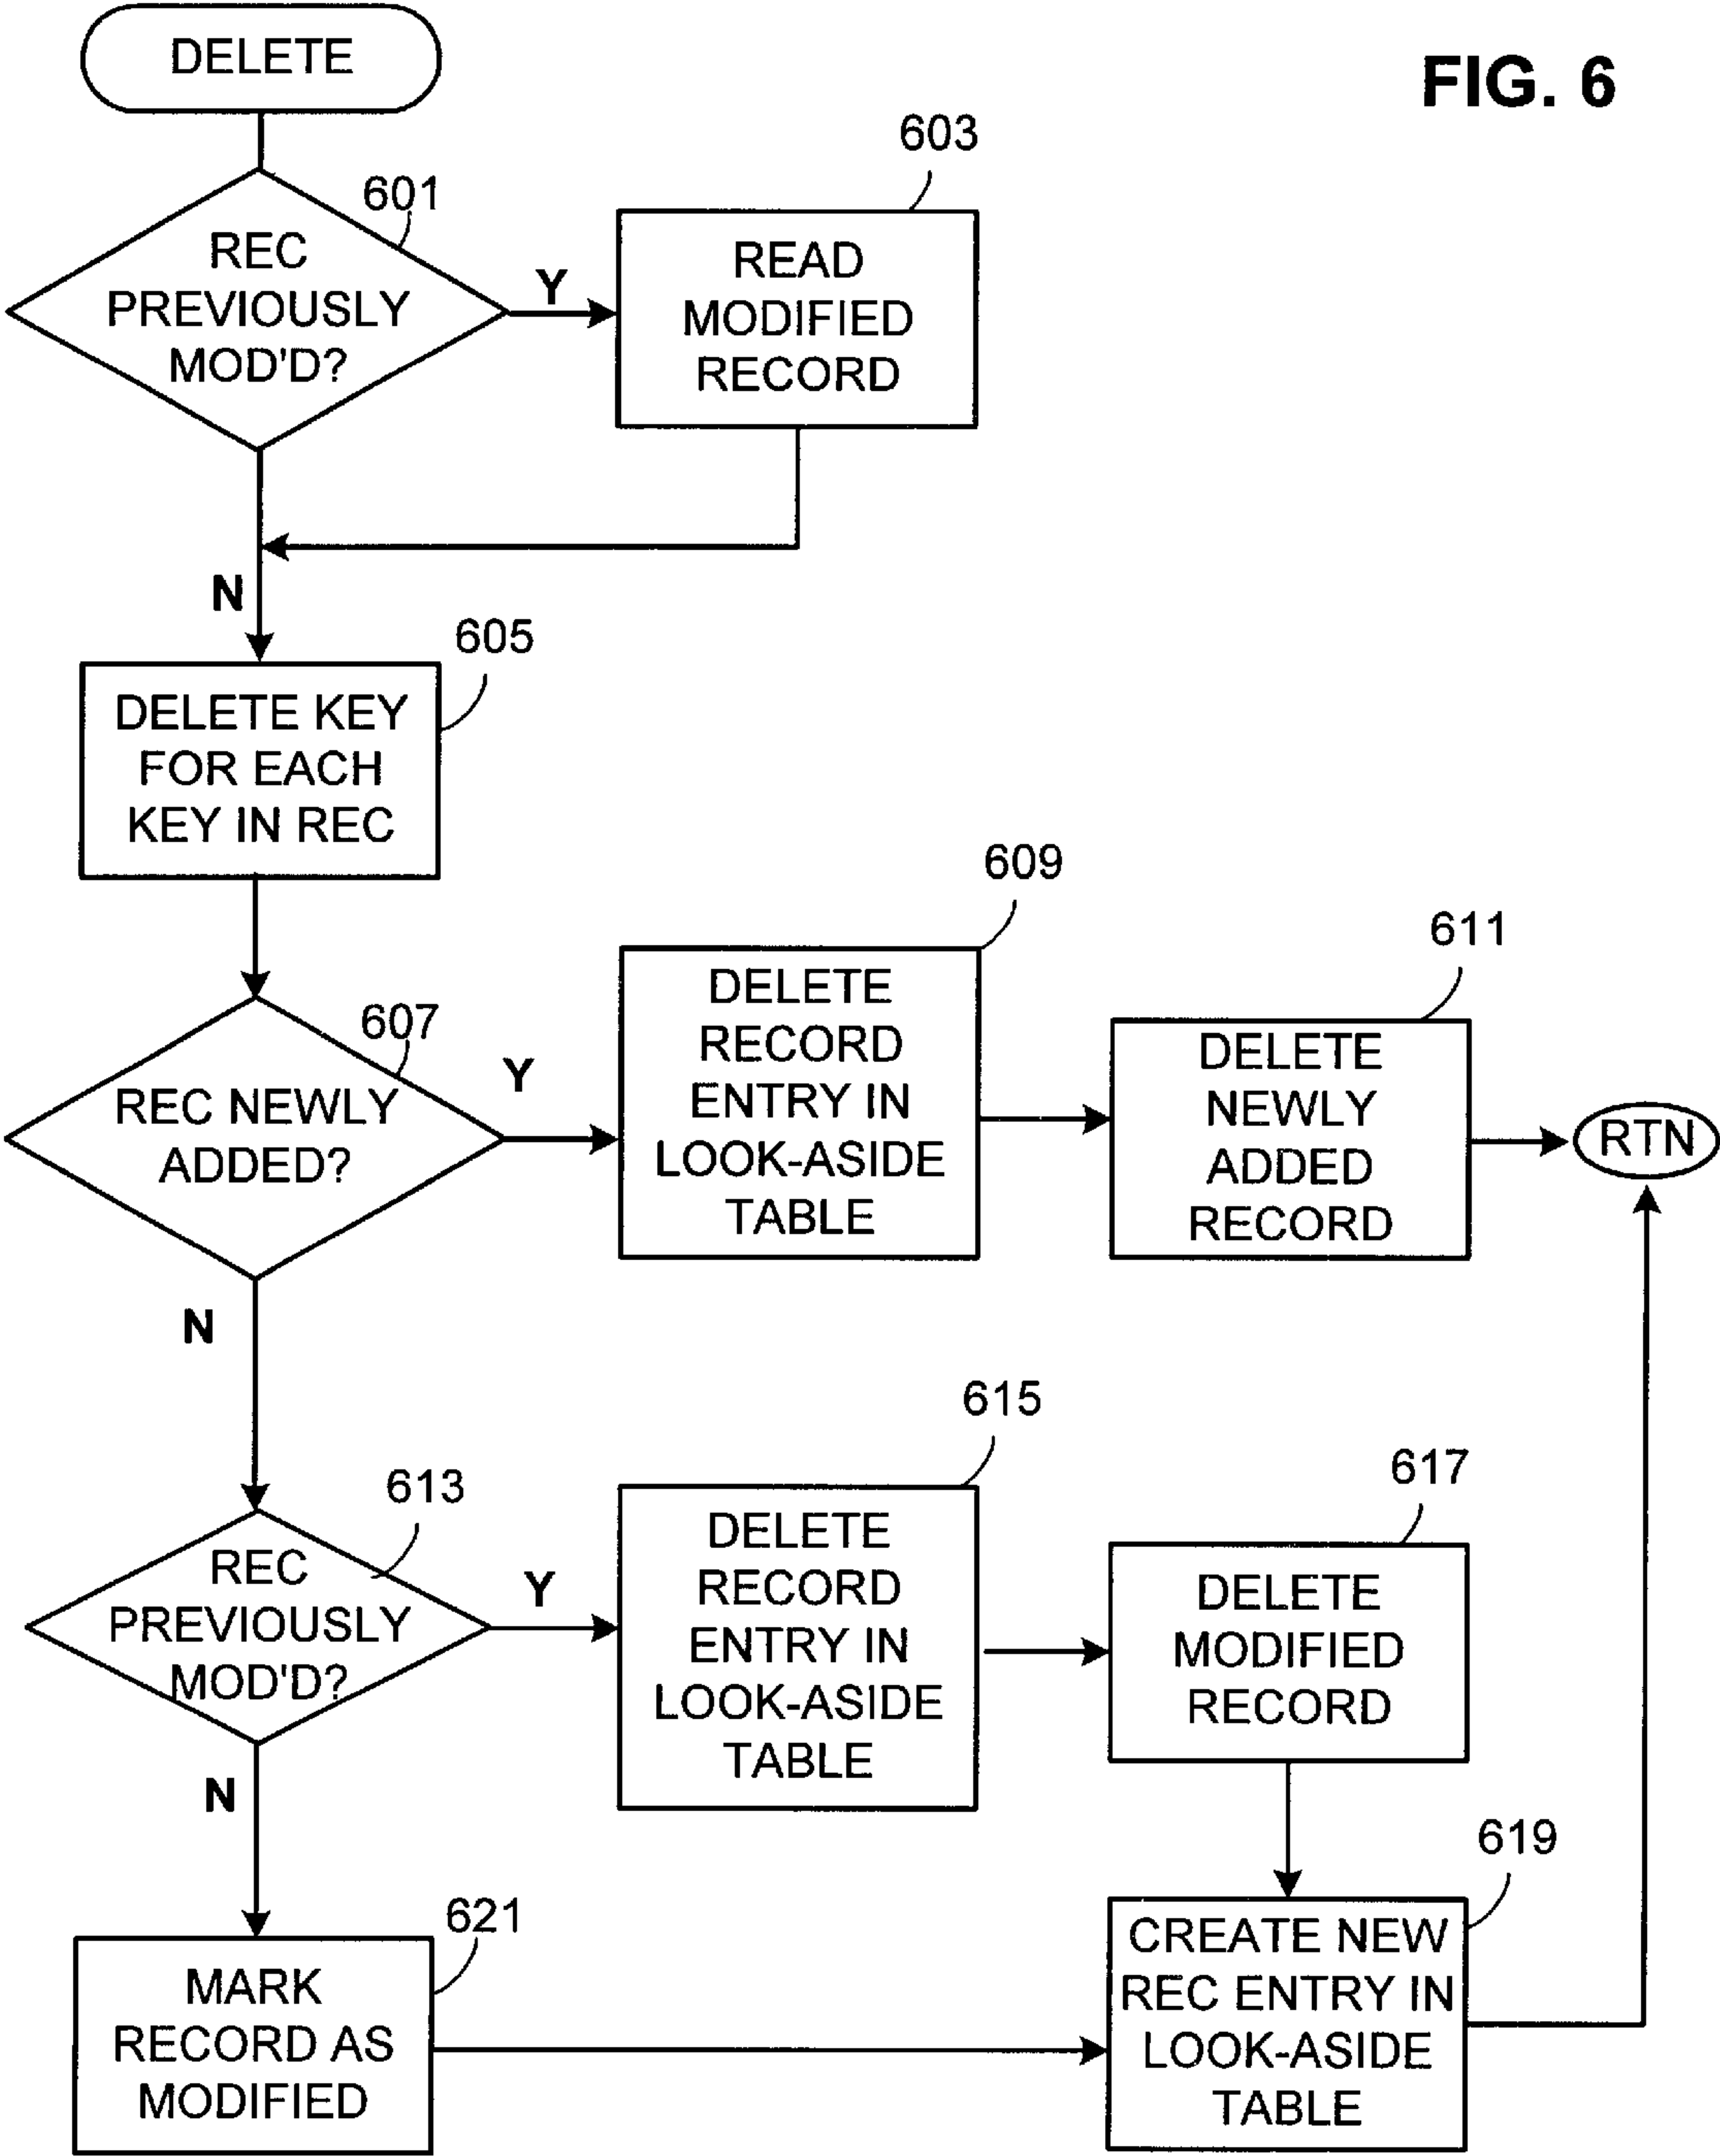 DELETE
FIG. 6
601
REC
PREVIOUSLY
MOD'D?
Y
603
READ
MODIFIED
RECORD
N
605
DELETE KEY
FOR EACH
KEY IN REC
607
REC NEWLY
ADDED?
Y
609
DELETE
RECORD
ENTRY IN
LOOK-ASIDE
TABLE
611
DELETE
NEWLY
ADDED
RECORD
RTN
N
613
REC
PREVIOUSLY
MOD'D?
Y
615
DELETE
RECORD
ENTRY IN
LOOK-ASIDE
TABLE
617
DELETE
MODIFIED
RECORD
N
619
CREATE NEW
REC ENTRY IN
LOOK-ASIDE
TABLE
621
MARK
RECORD AS
MODIFIED